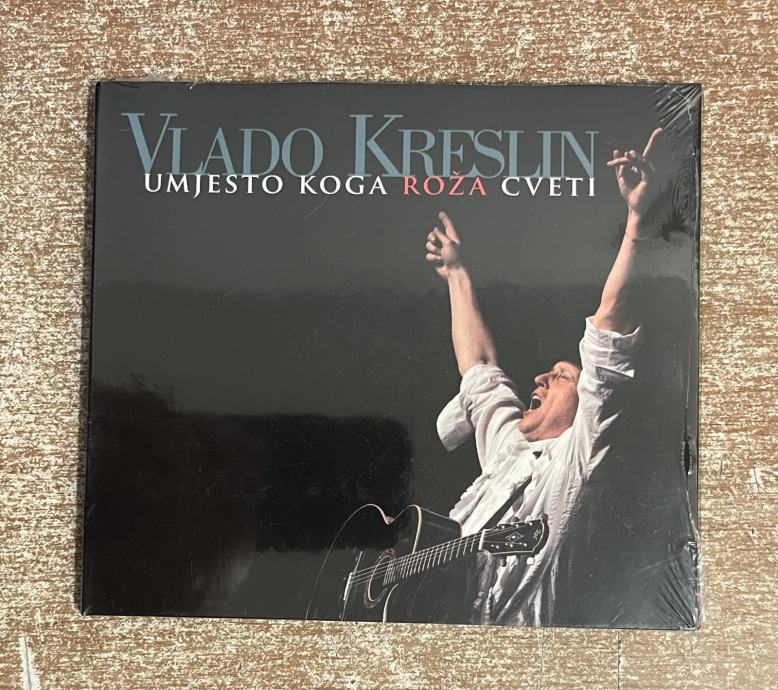 VLADO KRESLIN
UMJESTO KOGA ROŽA CVETI